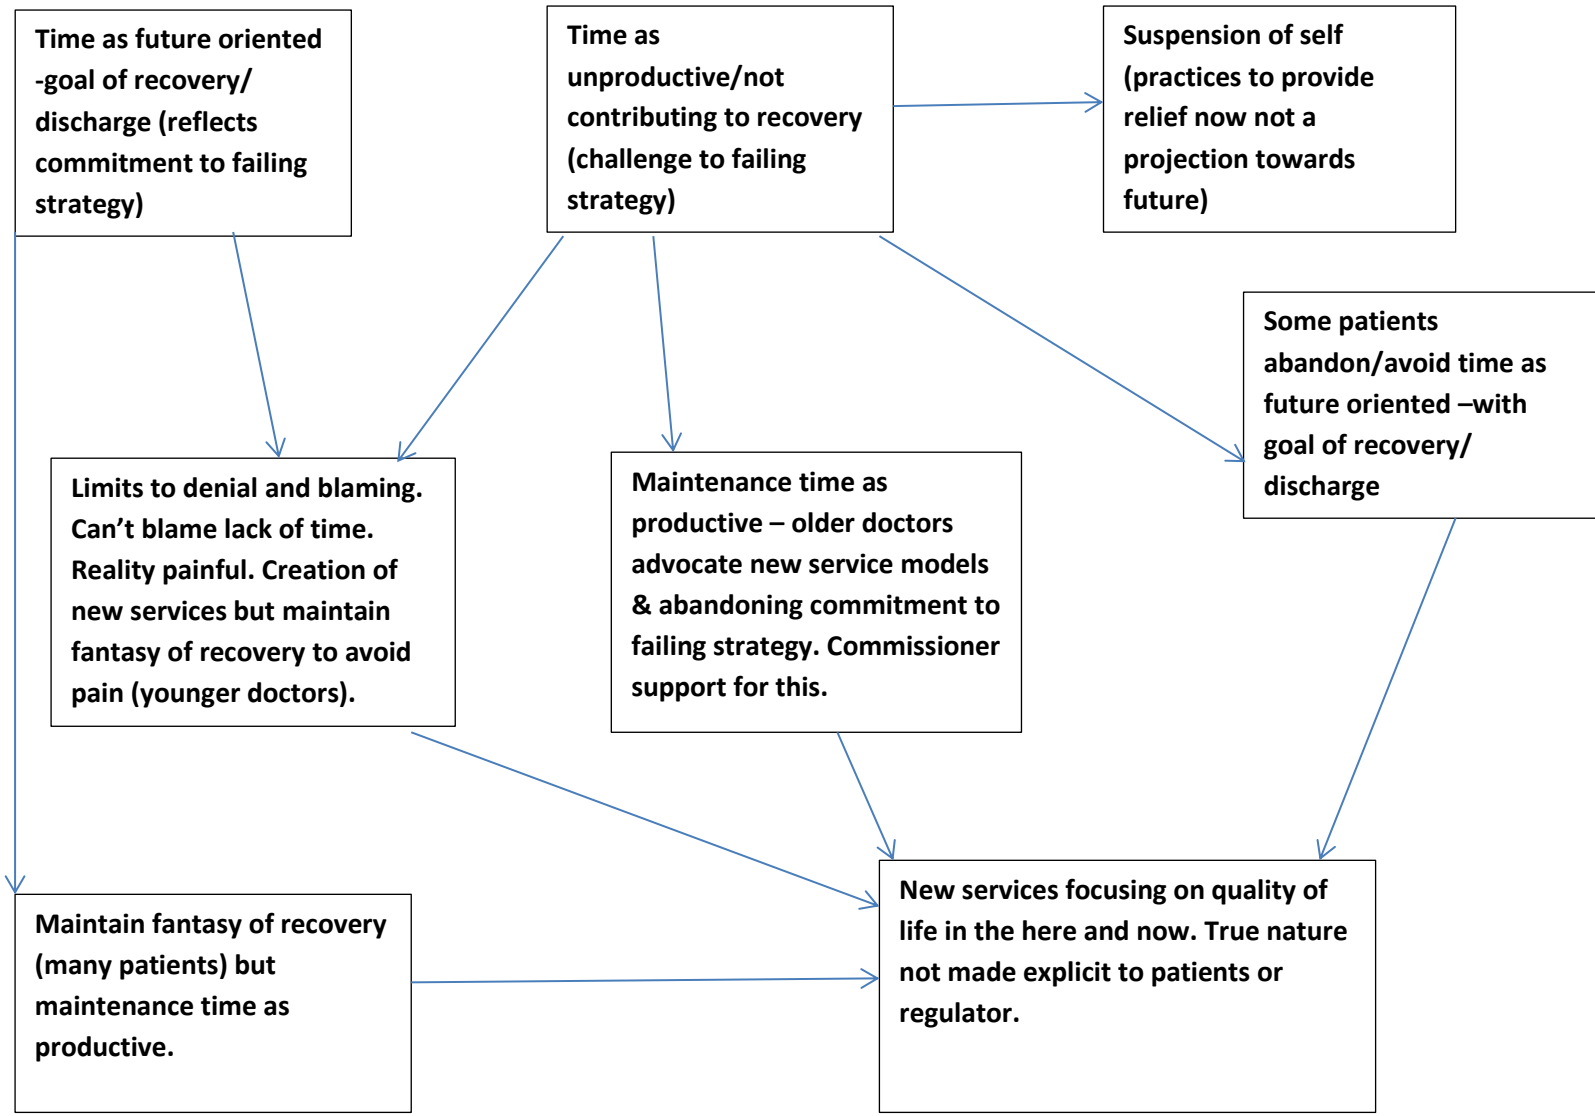 Time as future oriented
-goal of recovery/
discharge (reflects
commitment to failing
strategy)
Time as
unproductive/not
contributing to recovery
(challenge to failing
strategy)
Suspension of self
(practices to provide
relief now not a
projection towards
future)
Some patients
abandon/avoid time as
future oriented –with
goal of recovery/
discharge
Limits to denial and blaming.
Can’t blame lack of time.
Reality painful. Creation of
new services but maintain
fantasy of recovery to avoid
pain (younger doctors).
Maintenance time as
productive – older doctors
advocate new service models
& abandoning commitment to
failing strategy. Commissioner
support for this.
Maintain fantasy of recovery
(many patients) but
maintenance time as
productive.
New services focusing on quality of
life in the here and now. True nature
not made explicit to patients or
regulator.